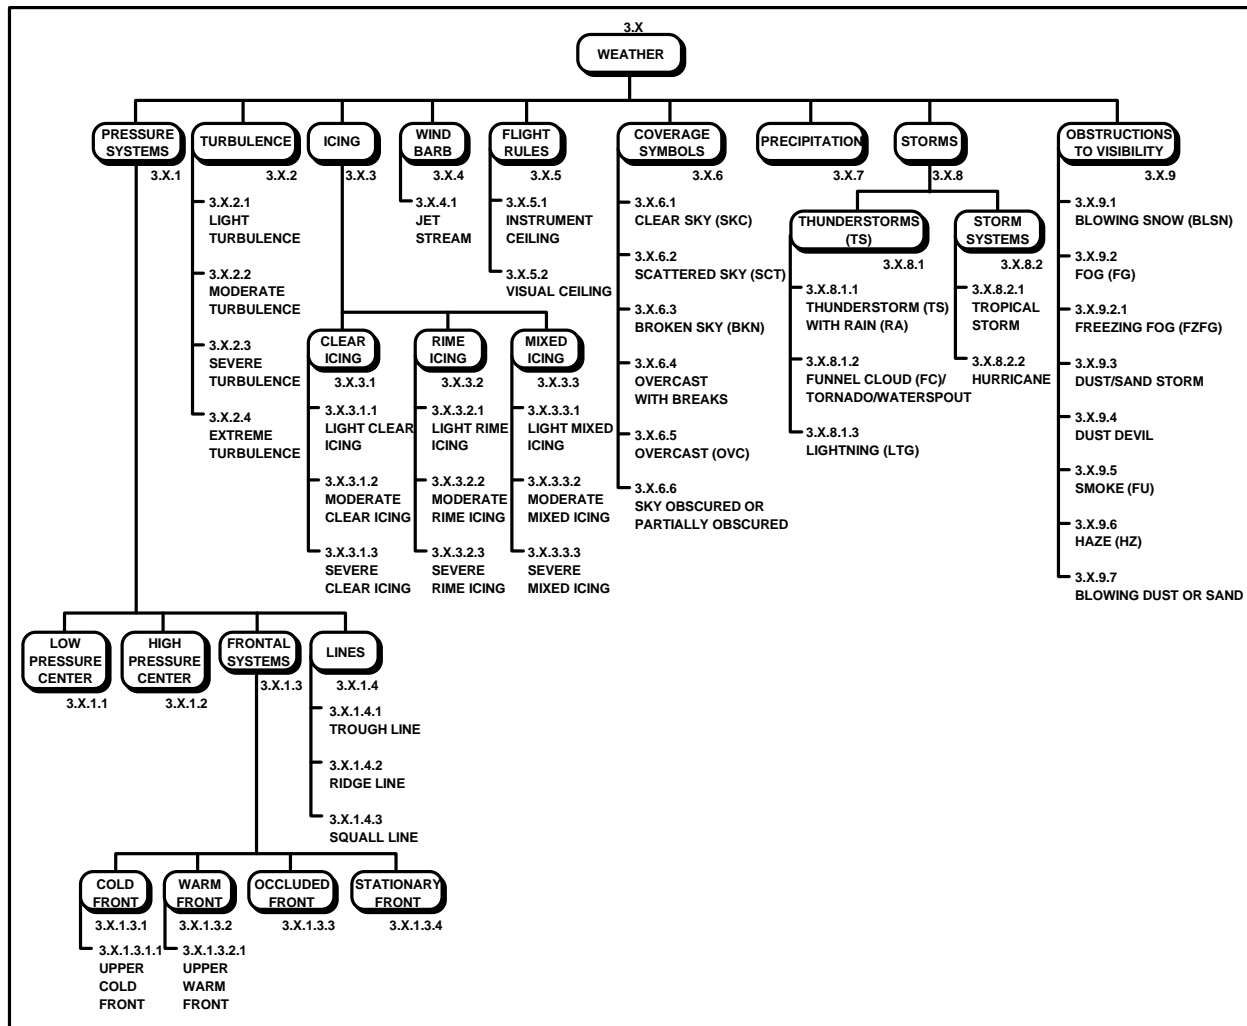 3.X
WEATHER
PRESSURE
SYSTEMS
3.X.1
TURBULENCE
3.X.2
ICING
3.X.3
WIND
BARB
3.X.4
FLIGHT
RULES
3.X.5
COVERAGE
SYMBOLS
3.X.6
PRECIPITATION
3.X.7
STORMS
3.X.8
OBSTRUCTIONS
TO VISIBILITY
3.X.9
3.X.2.1
LIGHT
TURBULENCE
3.X.2.2
MODERATE
TURBULENCE
3.X.2.3
SEVERE
TURBULENCE
3.X.2.4
EXTREME
TURBULENCE
3.X.4.1
JET
STREAM
3.X.5.1
INSTRUMENT
CEILING
3.X.5.2
VISUAL CEILING
CLEAR
ICING
3.X.3.1
3.X.3.1.1
LIGHT CLEAR
ICING
3.X.3.1.2
MODERATE
CLEAR ICING
3.X.3.1.3
SEVERE
CLEAR ICING
RIME
ICING
3.X.3.2
3.X.3.2.1
LIGHT RIME
ICING
3.X.3.2.2
MODERATE
RIME ICING
3.X.3.2.3
SEVERE
RIME ICING
MIXED
ICING
3.X.3.3
3.X.3.3.1
LIGHT MIXED
ICING
3.X.3.3.2
MODERATE
MIXED ICING
3.X.3.3.3
SEVERE
MIXED ICING
3.X.6.1
CLEAR SKY (SKC)
3.X.6.2
SCATTERED SKY (SCT)
3.X.6.3
BROKEN SKY (BKN)
3.X.6.4
OVERCAST
WITH BREAKS
3.X.6.5
OVERCAST (OVC)
3.X.6.6
SKY OBSCURED OR
PARTIALLY OBSCURED
THUNDERSTORMS
(TS)
3.X.8.1
3.X.8.1.1
THUNDERSTORM (TS)
WITH RAIN (RA)
3.X.8.1.2
FUNNEL CLOUD (FC)/
TORNADO/WATERSPOUT
3.X.8.1.3
LIGHTNING (LTG)
STORM
SYSTEMS
3.X.8.2
3.X.8.2.1
TROPICAL
STORM
3.X.8.2.2
HURRICANE
3.X.9.1
BLOWING SNOW (BLSN)
3.X.9.2
FOG (FG)
3.X.9.2.1
FREEZING FOG (FZFG)
3.X.9.3
DUST/SAND STORM
3.X.9.4
DUST DEVIL
3.X.9.5
SMOKE (FU)
3.X.9.6
HAZE (HZ)
3.X.9.7
BLOWING DUST OR SAND
LOW
PRESSURE
CENTER
3.X.1.1
HIGH
PRESSURE
CENTER
3.X.1.2
FRONTAL
SYSTEMS
3.X.1.3
LINES
3.X.1.4
3.X.1.4.1
TROUGH LINE
3.X.1.4.2
RIDGE LINE
3.X.1.4.3
SQUALL LINE
COLD
FRONT
3.X.1.3.1
3.X.1.3.1.1
UPPER
COLD
FRONT
WARM
FRONT
3.X.1.3.2
3.X.1.3.2.1
UPPER
WARM
FRONT
OCCLUDED
FRONT
3.X.1.3.3
STATIONARY
FRONT
3.X.1.3.4